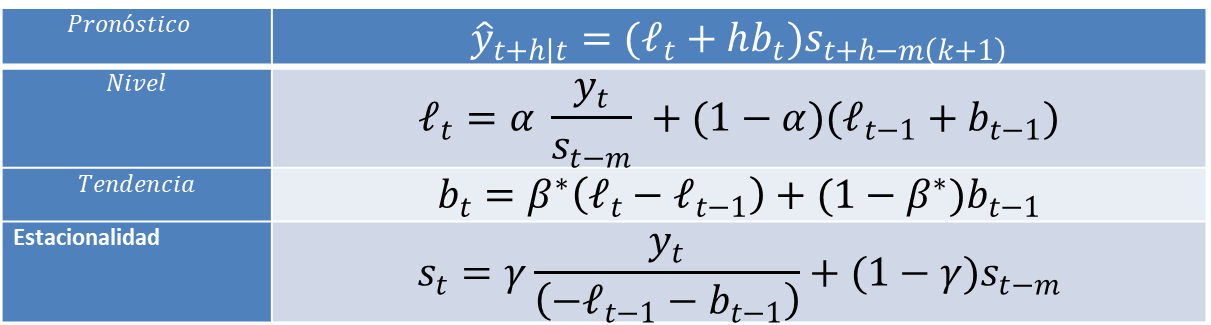 Pronóstico
ŷ_{t+h|t} = (ℓ_t + hb_t)s_{t+h−m(k+1)}
Nivel
ℓ_t = α y_t / s_{t−m} + (1 − α)(ℓ_{t−1} + b_{t−1})
Tendencia
b_t = β*(ℓ_t − ℓ_{t−1}) + (1 − β*)b_{t−1}
Estacionalidad
s_t = γ y_t / (−ℓ_{t−1} − b_{t−1}) + (1 − γ)s_{t−m}